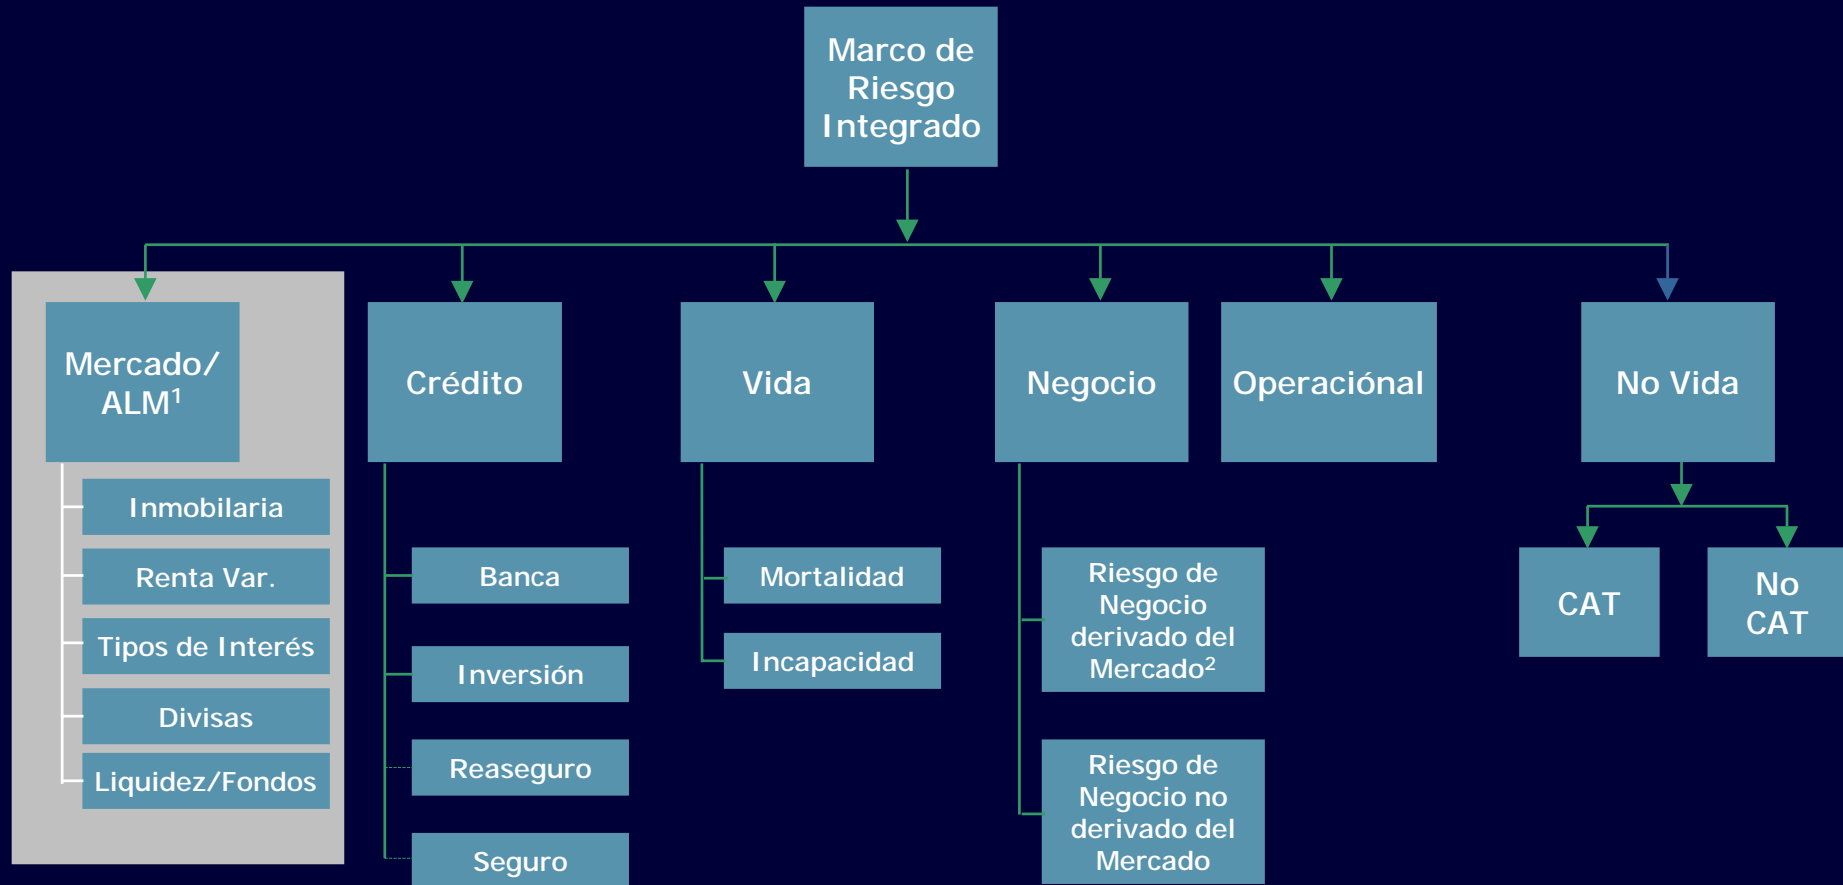 Marco de
Riesgo
Integrado
Mercado/
ALM¹
Crédito
Vida
Negocio
Operaciónal
No Vida
Inmobilaria
Renta Var.
Tipos de Interés
Divisas
Liquidez/Fondos
Banca
Inversión
Reaseguro
Seguro
Mortalidad
Incapacidad
Riesgo de
Negocio
derivado del
Mercado²
Riesgo de
Negocio no
derivado del
Mercado
CAT
No
CAT